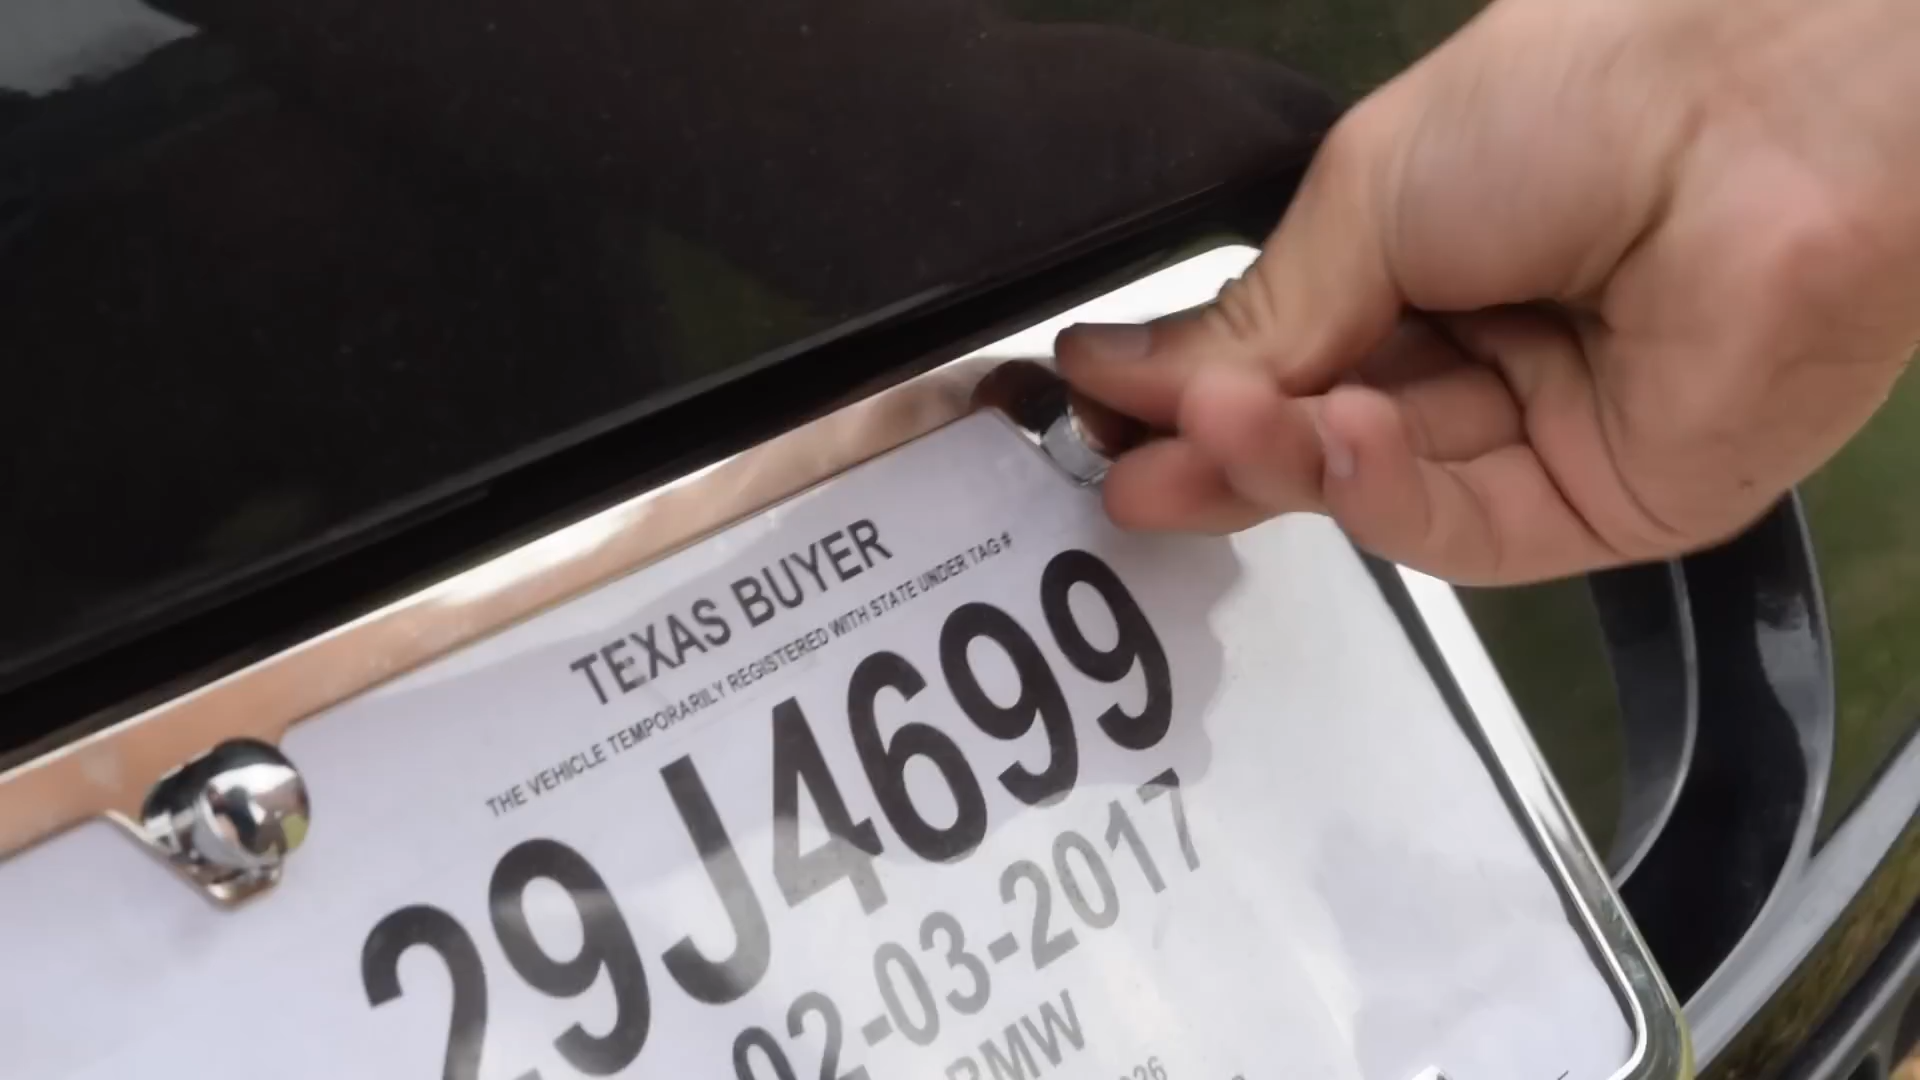 TEXAS BUYER
THE VEHICLE TEMPORARILY REGISTERED WITH STATE UNDER TAG #
29J4699
02-03-2017
BMW